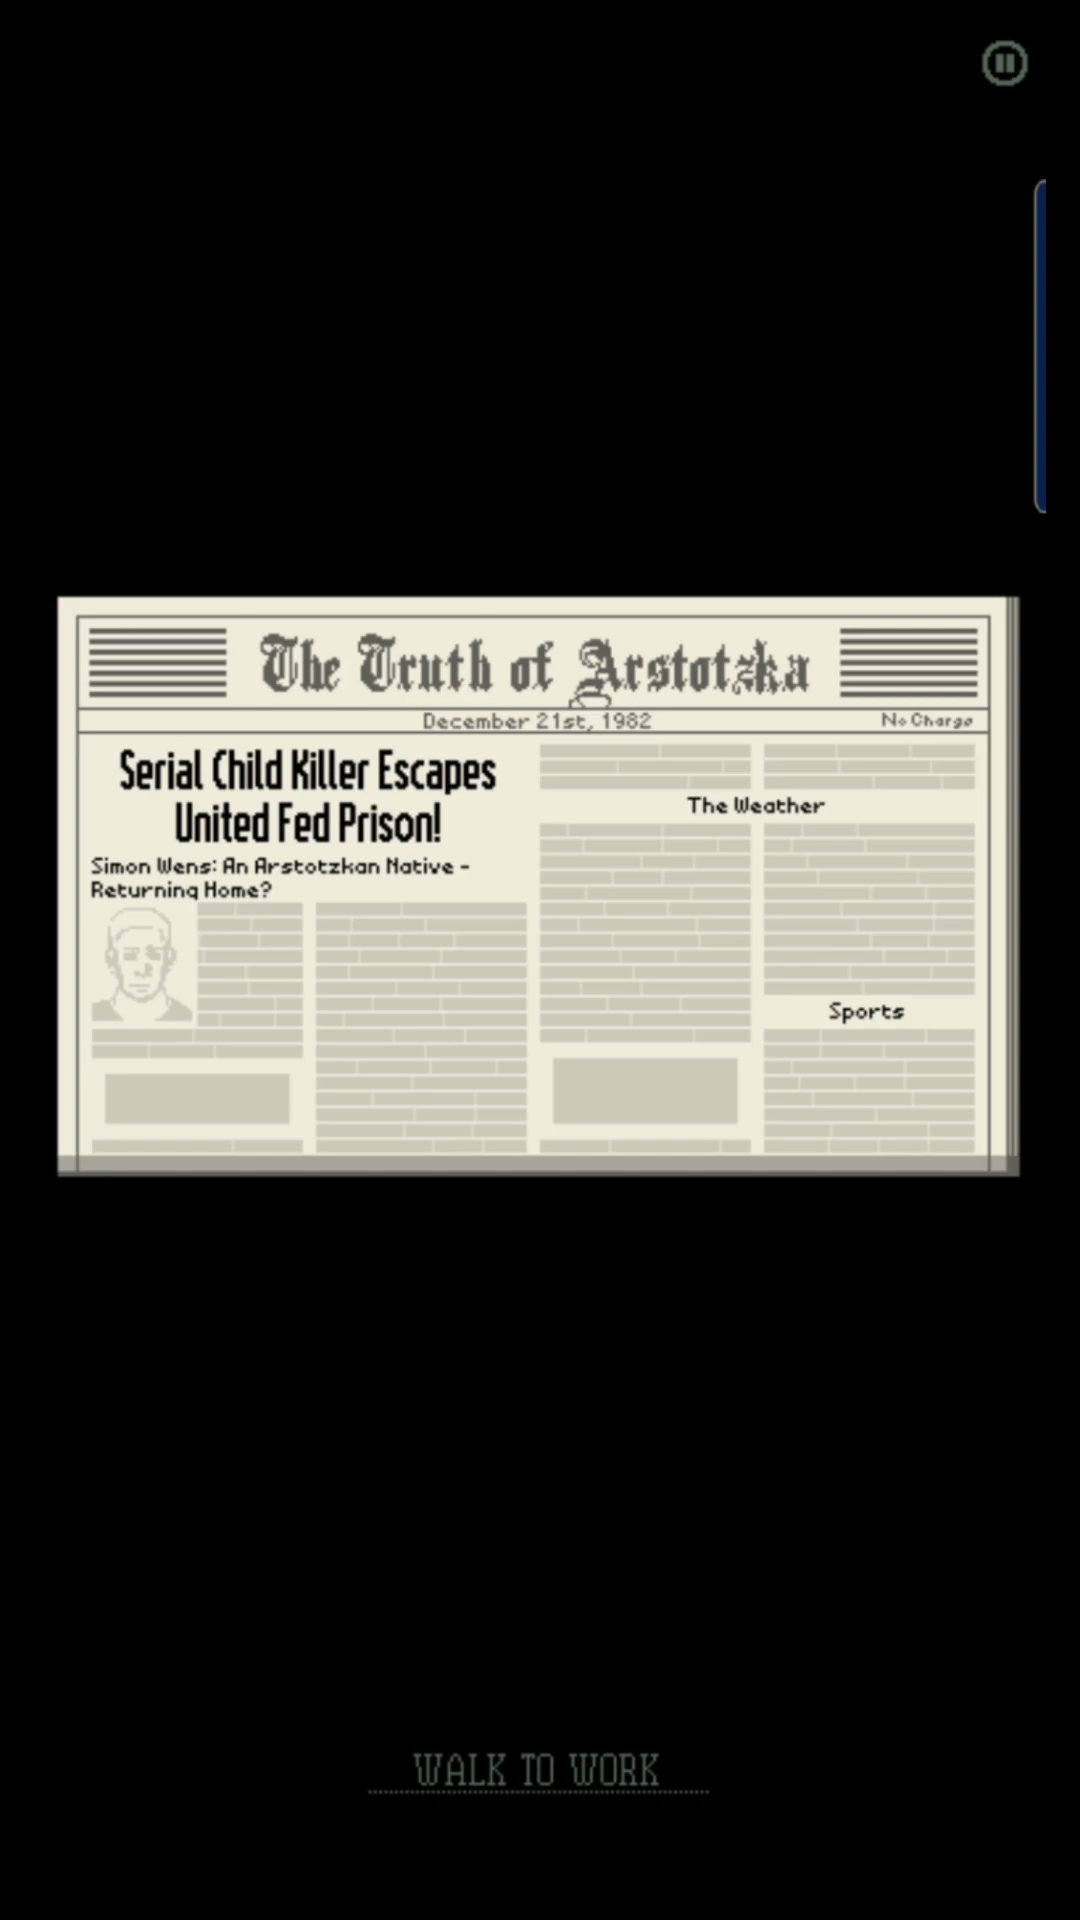 The Truth of Arstotzka
December 21st, 1982
No Charge
Serial Child Killer Escapes
United Fed Prison!
Simon Wens: An Arstotzkan Native -
Returning Home?
The Weather
Sports
WALK TO WORK